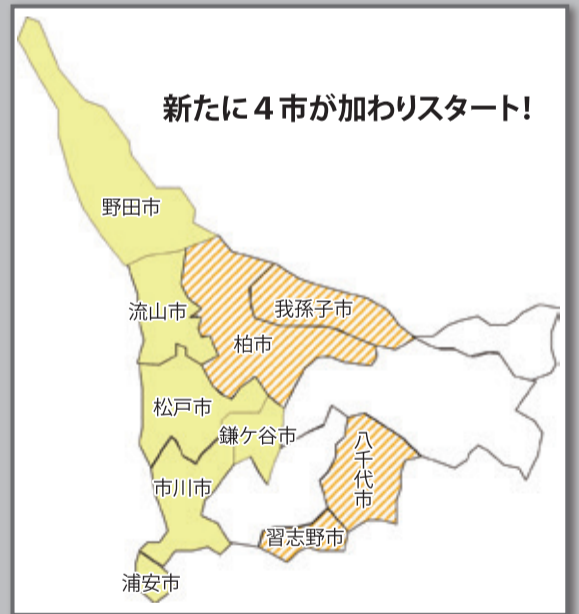 新たに４市が加わりスタート！
野田市
流山市
我孫子市
柏市
松戸市
鎌ケ谷市
八千代市
市川市
習志野市
浦安市